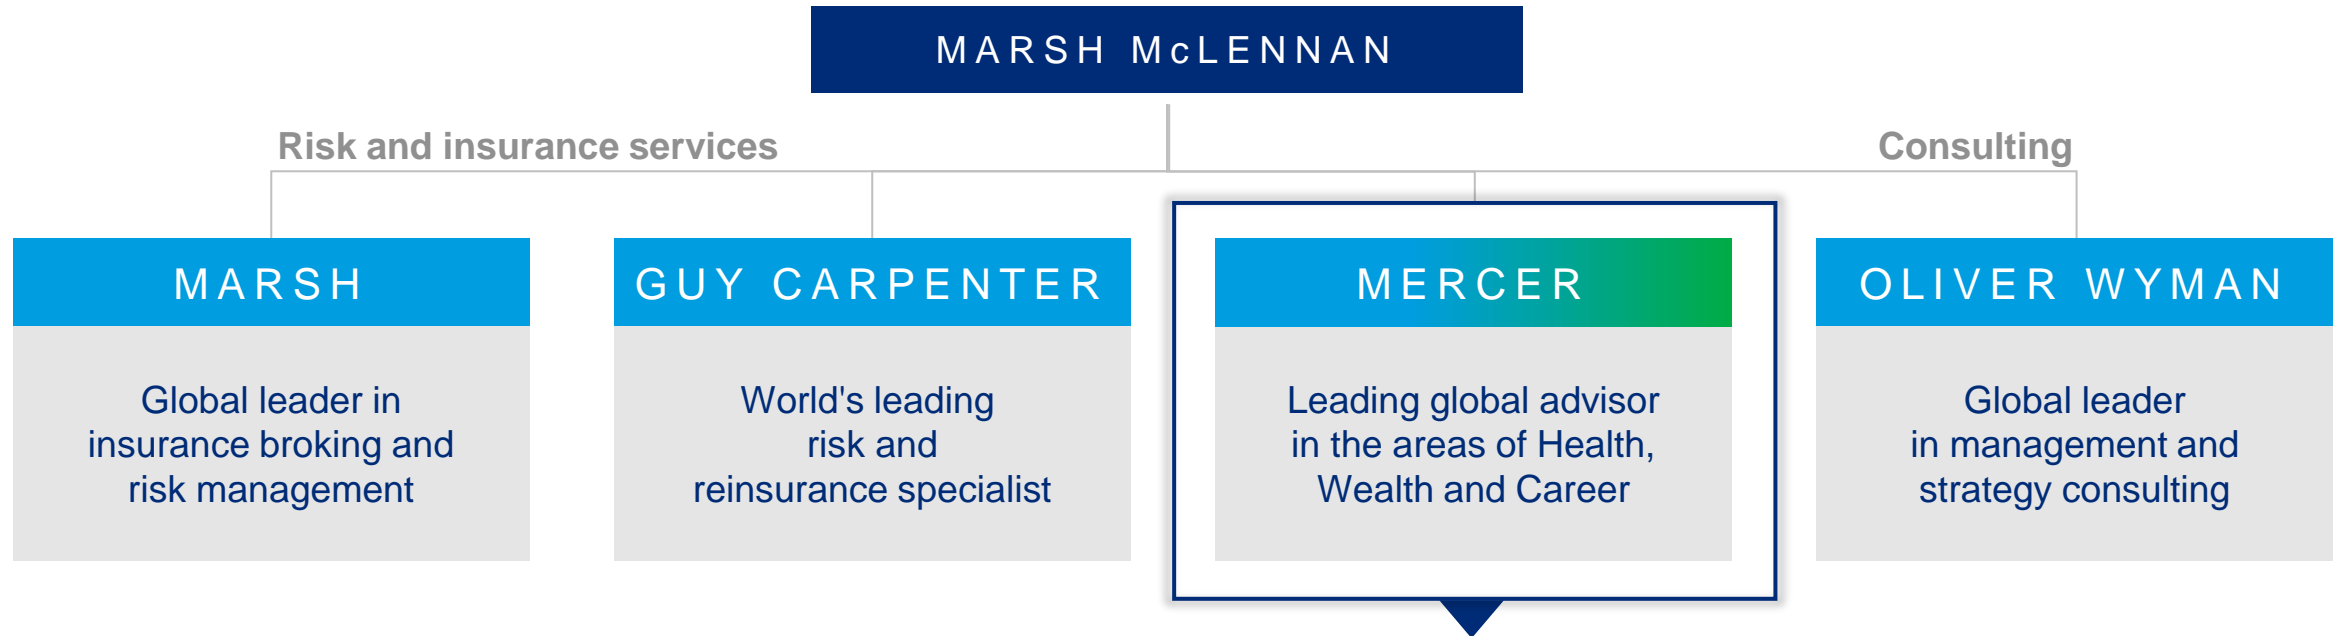 MARSH McLENNAN
Risk and insurance services
Consulting
MARSH
Global leader in
insurance broking and
risk management
GUY CARPENTER
World's leading
risk and
reinsurance specialist
MERCER
Leading global advisor
in the areas of Health,
Wealth and Career
OLIVER WYMAN
Global leader
in management and
strategy consulting